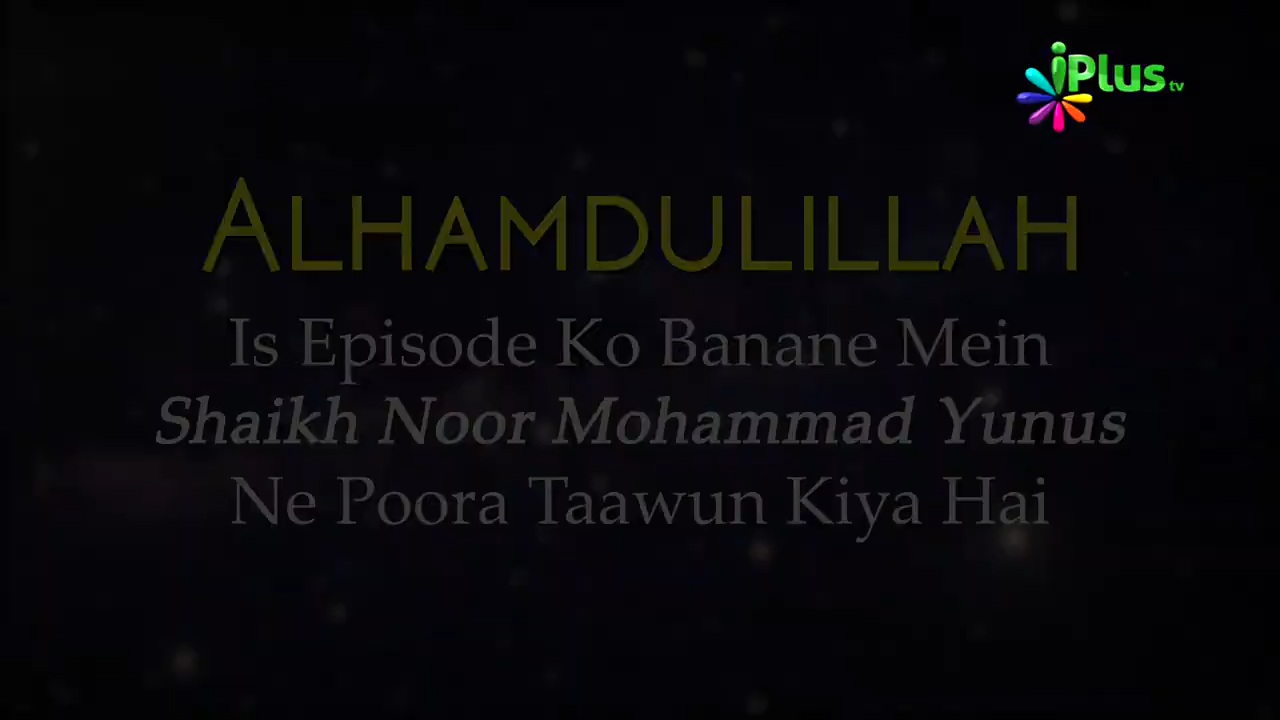 iPlus tv
ALHAMDULILLAH
Is Episode Ko Banane Mein
Shaikh Noor Mohammad Yunus
Ne Poora Taawun Kiya Hai